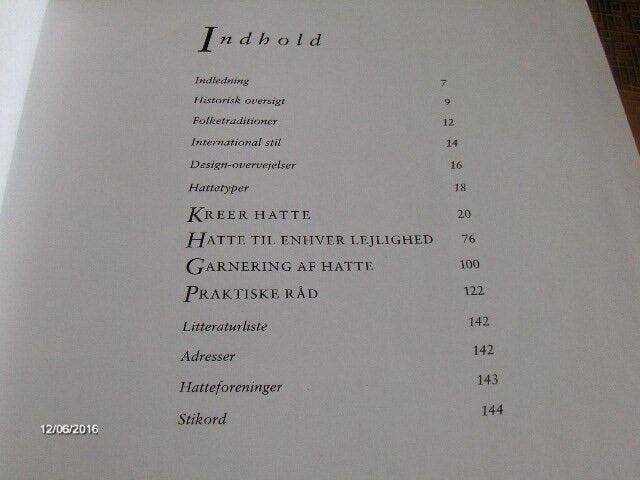 Indhold
Indledning 7
Historisk oversigt 9
Folketraditioner 12
International stil 14
Design-overvejelser 16
Hattetyper 18
KREER HATTE 20
HATTE TIL ENHVER LEJLIGHED 76
GARNERING AF HATTE 100
PRAKTISKE RÅD 122
Litteraturliste 142
Adresser 142
Hatteforeninger 143
Stikord 144
12/06/2016